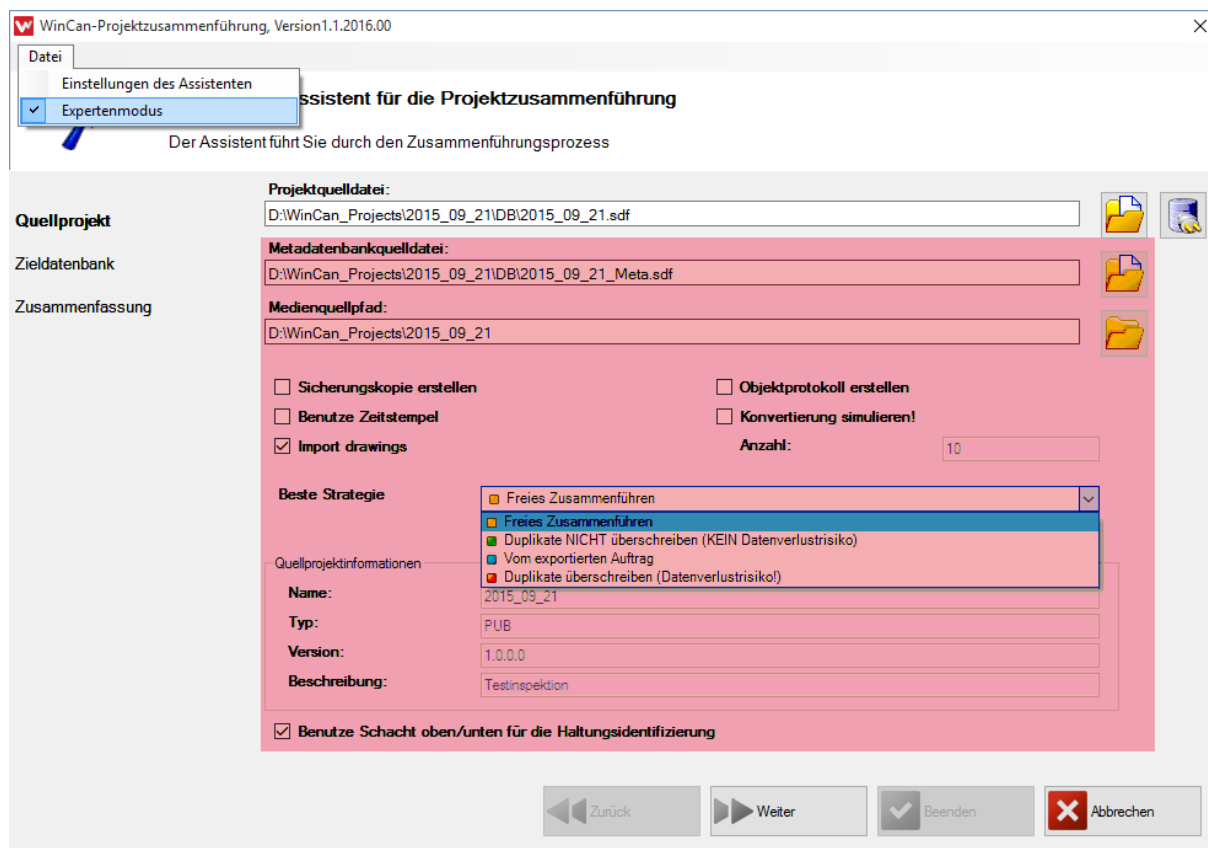 WinCan-Projektzusammenführung, Version1.1.2016.00
Datei
Einstellungen des Assistenten
Expertenmodus
ssistent für die Projektzusammenführung
Der Assistent führt Sie durch den Zusammenführungsprozess
Quellprojekt
Zieldatenbank
Zusammenfassung
Projektquelldatei:
D:\WinCan_Projects\2015_09_21\DB\2015_09_21.sdf
Metadatenbankquelldatei:
D:\WinCan_Projects\2015_09_21\DB\2015_09_21_Meta.sdf
Medienquellpfad:
D:\WinCan_Projects\2015_09_21
Sicherungskopie erstellen
Objektprotokoll erstellen
Benutze Zeitstempel
Konvertierung simulieren!
Import drawings
Anzahl: 10
Beste Strategie
Freies Zusammenführen
Freies Zusammenführen
Duplikate NICHT überschreiben (KEIN Datenverlustrisiko)
Vom exportierten Auftrag
Duplikate überschreiben (Datenverlustrisiko!)
Quellprojektinformationen
Name: 2015_09_21
Typ: PUB
Version: 1.0.0.0
Beschreibung: Testinspektion
Benutze Schacht oben/unten für die Haltungsidentifizierung
Zurück
Weiter
Beenden
Abbrechen